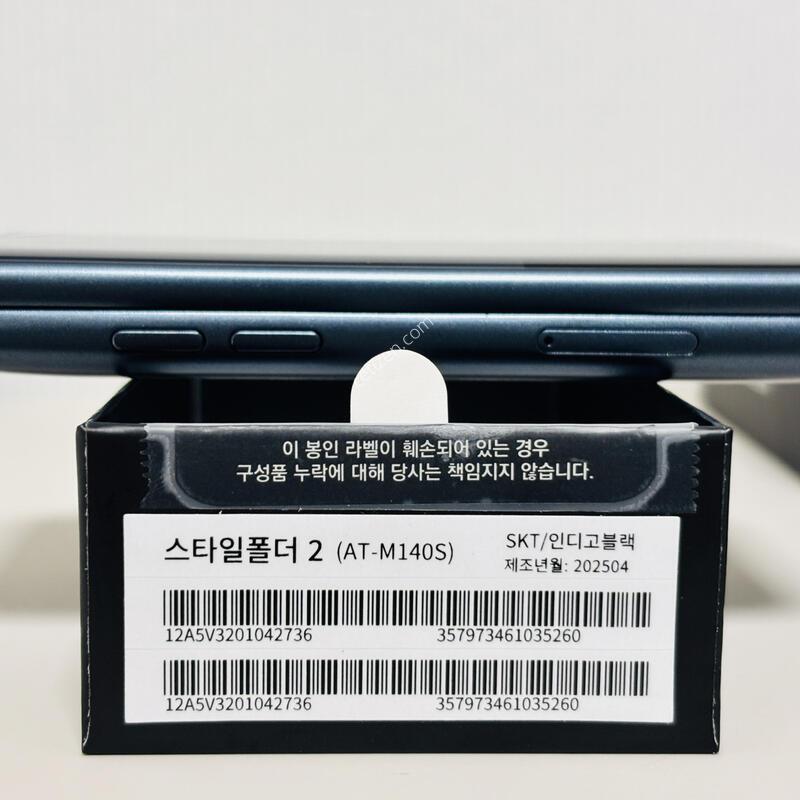 이 봉인 라벨이 훼손되어 있는 경우
구성품 누락에 대해 당사는 책임지지 않습니다.
스타일폴더 2 (AT-M140S)
SKT/인디고블랙
제조년월: 202504
12A5V3201042736 357973461035260
12A5V3201042736 357973461035260